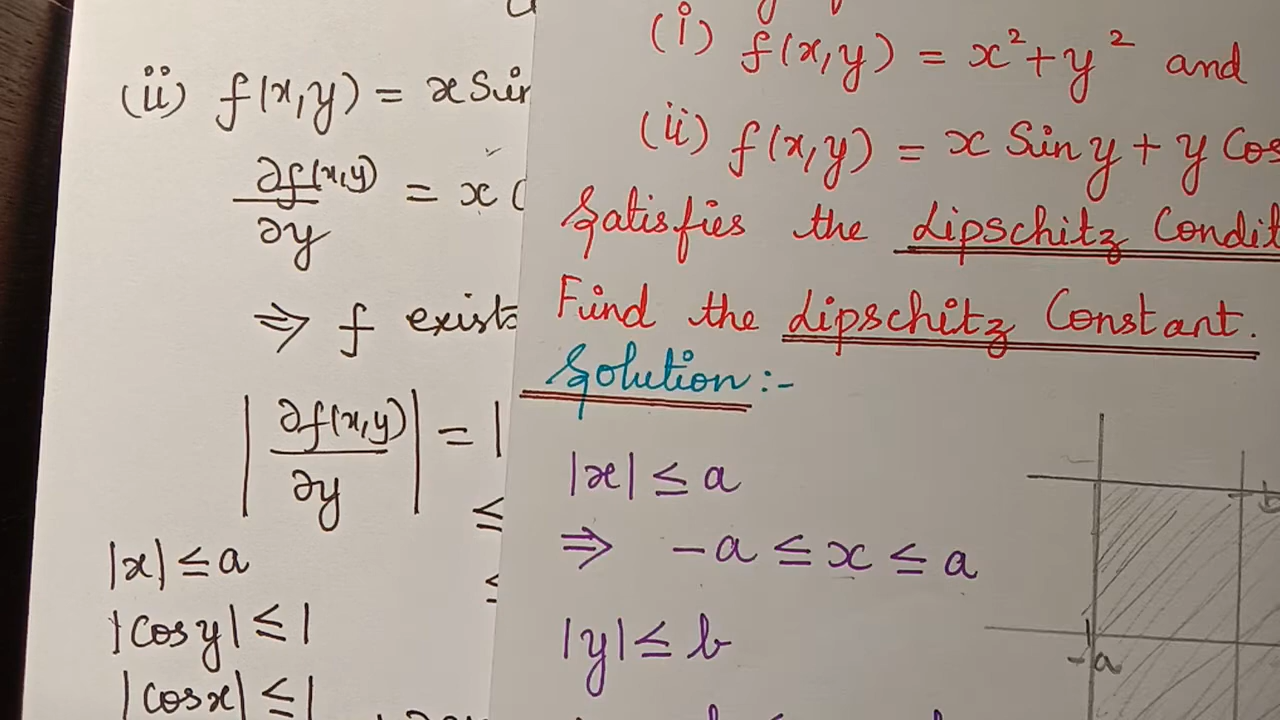 (ii) f(x,y) = x Sin
∂f(x,y)/∂y = x
⇒ f exists
|∂f(x,y)/∂y| = |
≤
≤
|x| ≤ a
|Cos y| ≤ 1
|Cos x| ≤ 1
(i) f(x,y) = x² + y² and
(ii) f(x,y) = x Sin y + y Cos
Satisfies the Lipschitz Condit
Find the Lipschitz Constant.
Solution:-
|x| ≤ a
⇒ -a ≤ x ≤ a
|y| ≤ b
b
-a